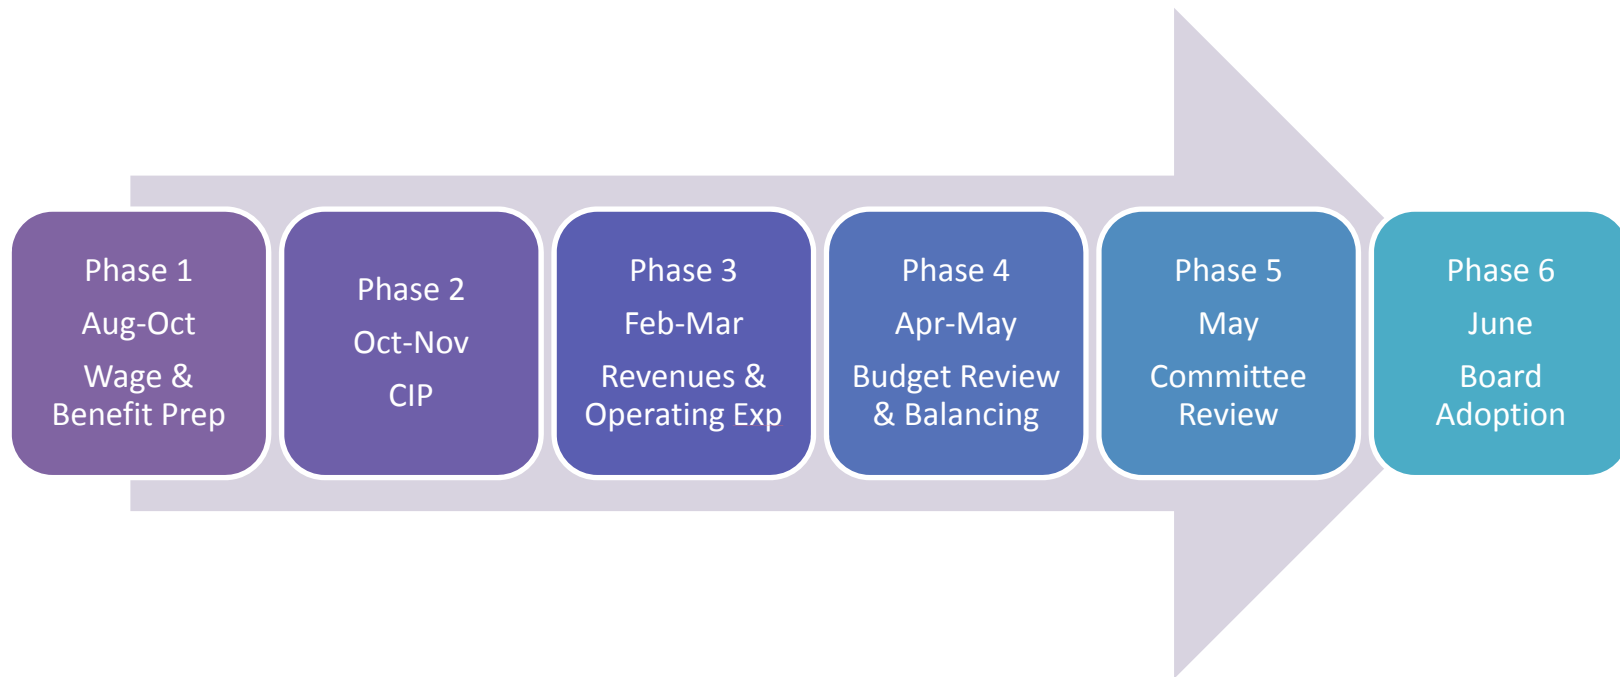 Phase 1
Aug-Oct
Wage &
Benefit Prep
Phase 2
Oct-Nov
CIP
Phase 3
Feb-Mar
Revenues &
Operating Exp
Phase 4
Apr-May
Budget Review
& Balancing
Phase 5
May
Committee
Review
Phase 6
June
Board
Adoption